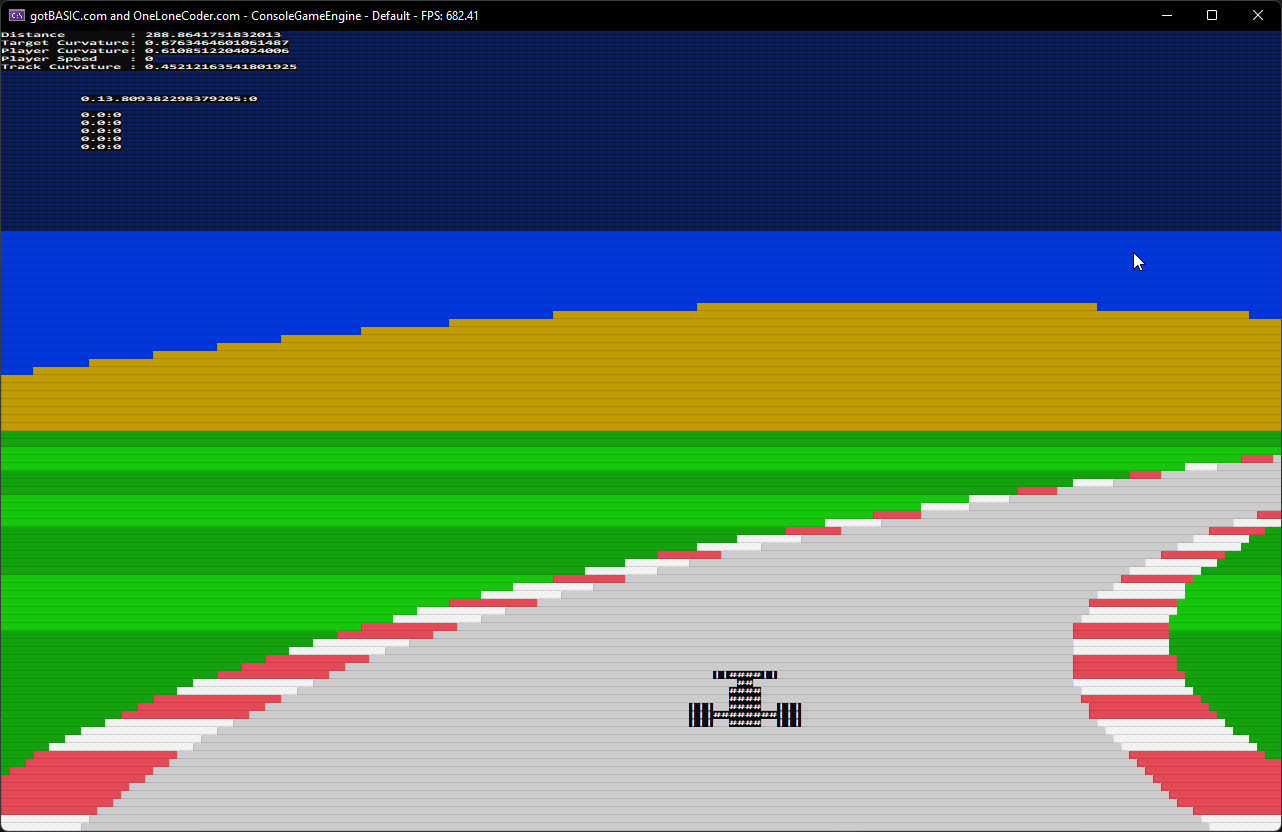 gotBASIC.com and OneLoneCoder.com - ConsoleGameEngine - Default - FPS: 682.41
Distance : 288.8641751832013
Target Curvature: 0.6763464601061487
Player Curvature: 0.6108512204024006
Player Speed : 0
Track Curvature : 0.45212163541801925
0.13.809382298379205:0
0.0:0
0.0:0
0.0:0
0.0:0
0.0:0
||####||
##
####
####
|||####|||
|||########|||
|||####|||